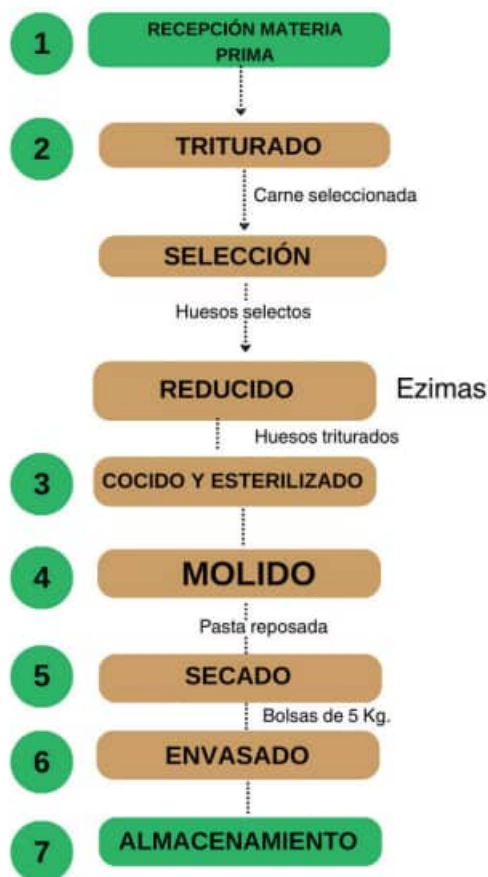 1
RECEPCIÓN MATERIA
PRIMA
2
TRITURADO
Carne seleccionada
SELECCIÓN
Huesos selectos
REDUCIDO
Ezimas
Huesos triturados
3
COCIDO Y ESTERILIZADO
4
MOLIDO
Pasta reposada
5
SECADO
Bolsas de 5 Kg.
6
ENVASADO
7
ALMACENAMIENTO